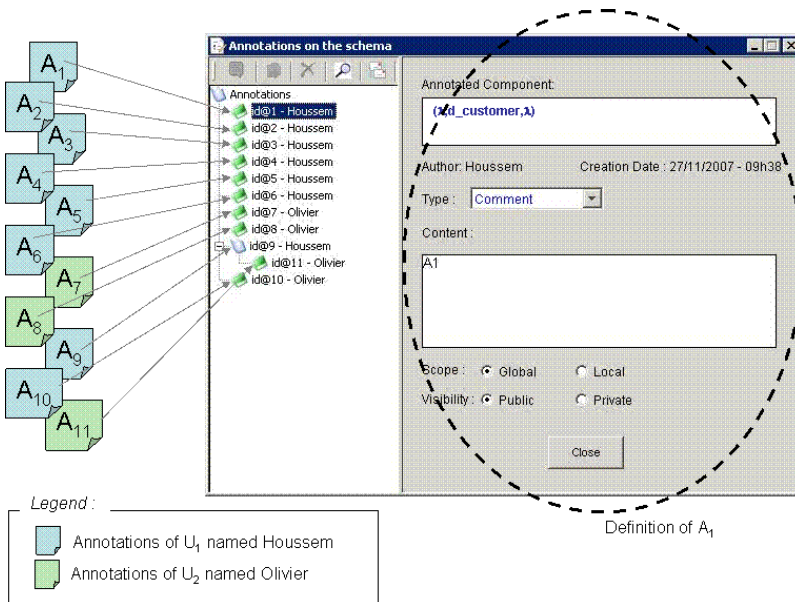 A1
A2
A3
A4
A5
A6
A7
A8
A9
A10
A11
Annotations on the schema
Annotations
id@1 - Houssem
id@2 - Houssem
id@3 - Houssem
id@4 - Houssem
id@5 - Houssem
id@6 - Houssem
id@7 - Olivier
id@8 - Olivier
id@9 - Houssem
id@11 - Olivier
id@10 - Olivier
Annotated Component:
(λ,d_customer,λ)
Author: Houssem Creation Date : 27/11/2007 - 09h38
Type : Comment
Content :
A1
Scope : Global Local
Visibility : Public Private
Close
Definition of A1
Legend :
Annotations of U1 named Houssem
Annotations of U2 named Olivier